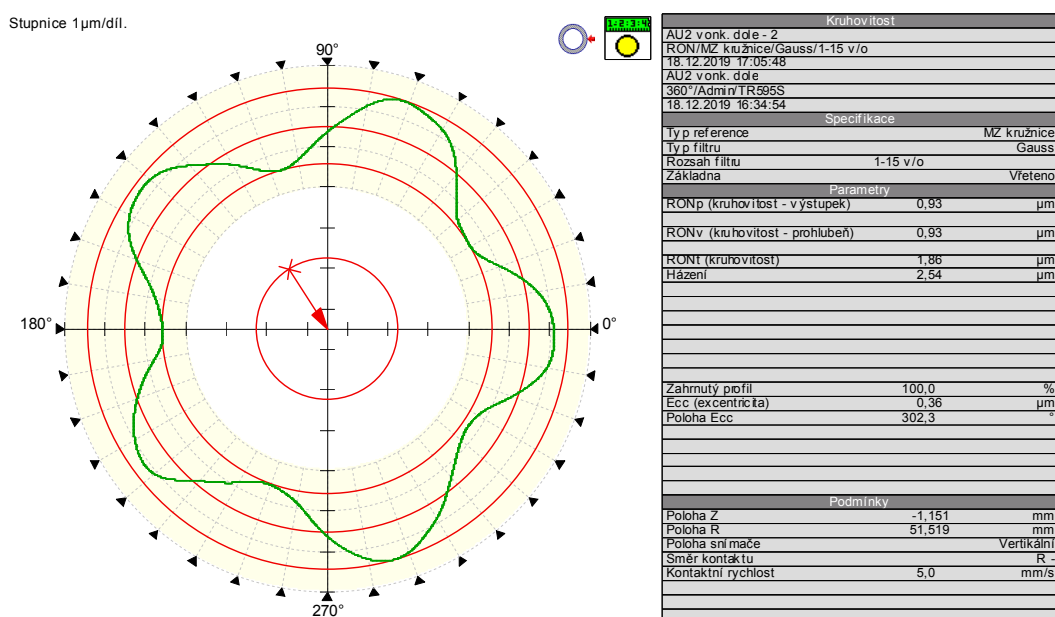 Stupnice 1µm/díl.
1:2:3:4
90°
180°
0°
270°
Kruhovitost
AU2 vonk. dole - 2
RON/MZ kružnice/Gauss/1-15 v/o
18.12.2019 17:05:48
AU2 vonk. dole
360°/Admin/TR595S
18.12.2019 16:34:54
Specifikace
Typ reference MZ kružnice
Typ filtru Gauss
Rozsah filtru 1-15 v/o
Základna Vřeteno
Parametry
RONp (kruhovitost - výstupek) 0,93 µm
RONv (kruhovitost - prohlubeň) 0,93 µm
RONt (kruhovitost) 1,86 µm
Házení 2,54 µm
Zahrnutý profil 100,0 %
Ecc (excentricita) 0,36 µm
Poloha Ecc 302,3 °
Podmínky
Poloha Z -1,151 mm
Poloha R 51,519 mm
Poloha snímače Vertikální
Směr kontaktu R -
Kontaktní rychlost 5,0 mm/s